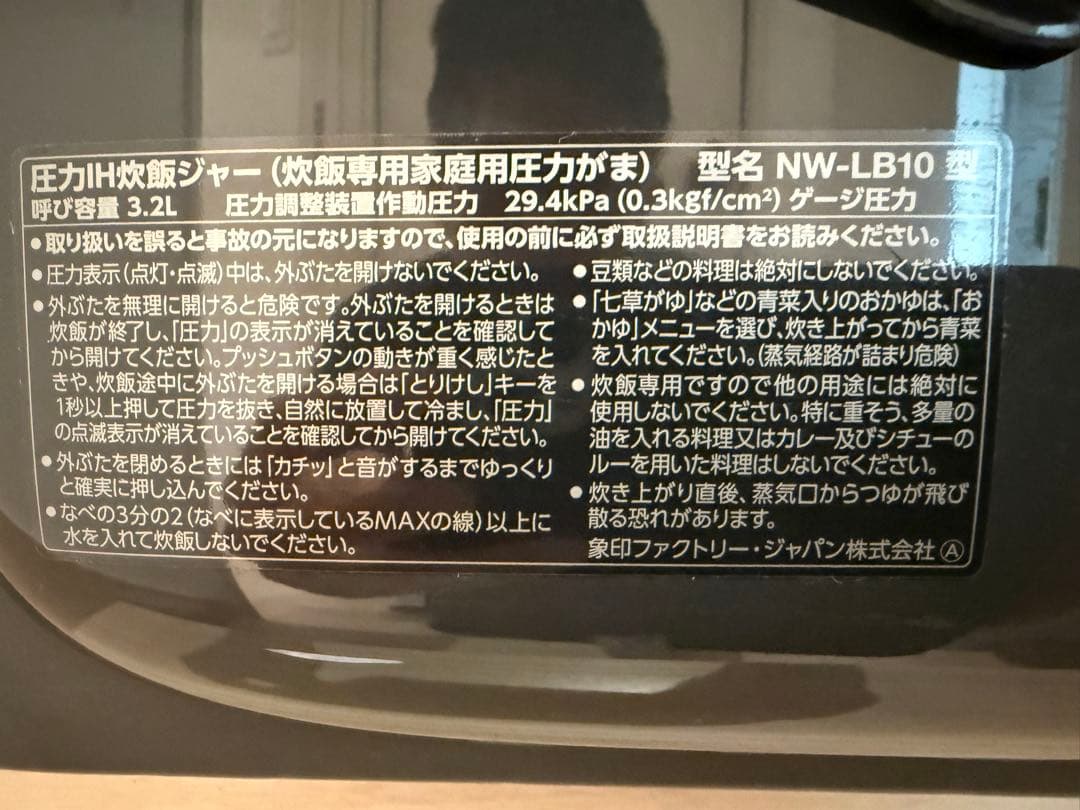 圧力IH炊飯ジャー(炊飯専用家庭用圧力がま) 型名 NW-LB10 型
呼び容量 3.2L 圧力調整装置作動圧力 29.4kPa (0.3kgf/cm²) ゲージ圧力
●取り扱いを誤ると事故の元になりますので、使用の前に必ず取扱説明書をお読みください。
●圧力表示(点灯・点滅)中は、外ぶたを開けないでください。
●外ぶたを無理に開けると危険です。外ぶたを開けるときは
炊飯が終了し、「圧力」の表示が消えていることを確認して
から開けてください。プッシュボタンの動きが重く感じたと
きや、炊飯途中に外ぶたを開ける場合は「とりけし」キーを
1秒以上押して圧力を抜き、自然に放置して冷まし、「圧力」
の点滅表示が消えていることを確認してから開けてください。
●外ぶたを閉めるときには「カチッ」と音がするまでゆっくり
と確実に押し込んでください。
●なべの3分の2(なべに表示しているMAXの線)以上に
水を入れて炊飯しないでください。
●豆類などの料理は絶対にしないでください。
●「七草がゆ」などの青菜入りのおかゆは、「お
かゆ」メニューを選び、炊き上がってから青菜
を入れてください。(蒸気経路が詰まり危険)
●炊飯専用ですので他の用途には絶対に
使用しないでください。特に重そう、多量の
油を入れる料理又はカレー及びシチューの
ルーを用いた料理はしないでください。
●炊き上がり直後、蒸気口からつゆが飛び
散る恐れがあります。
象印ファクトリー・ジャパン株式会社 Ⓐ